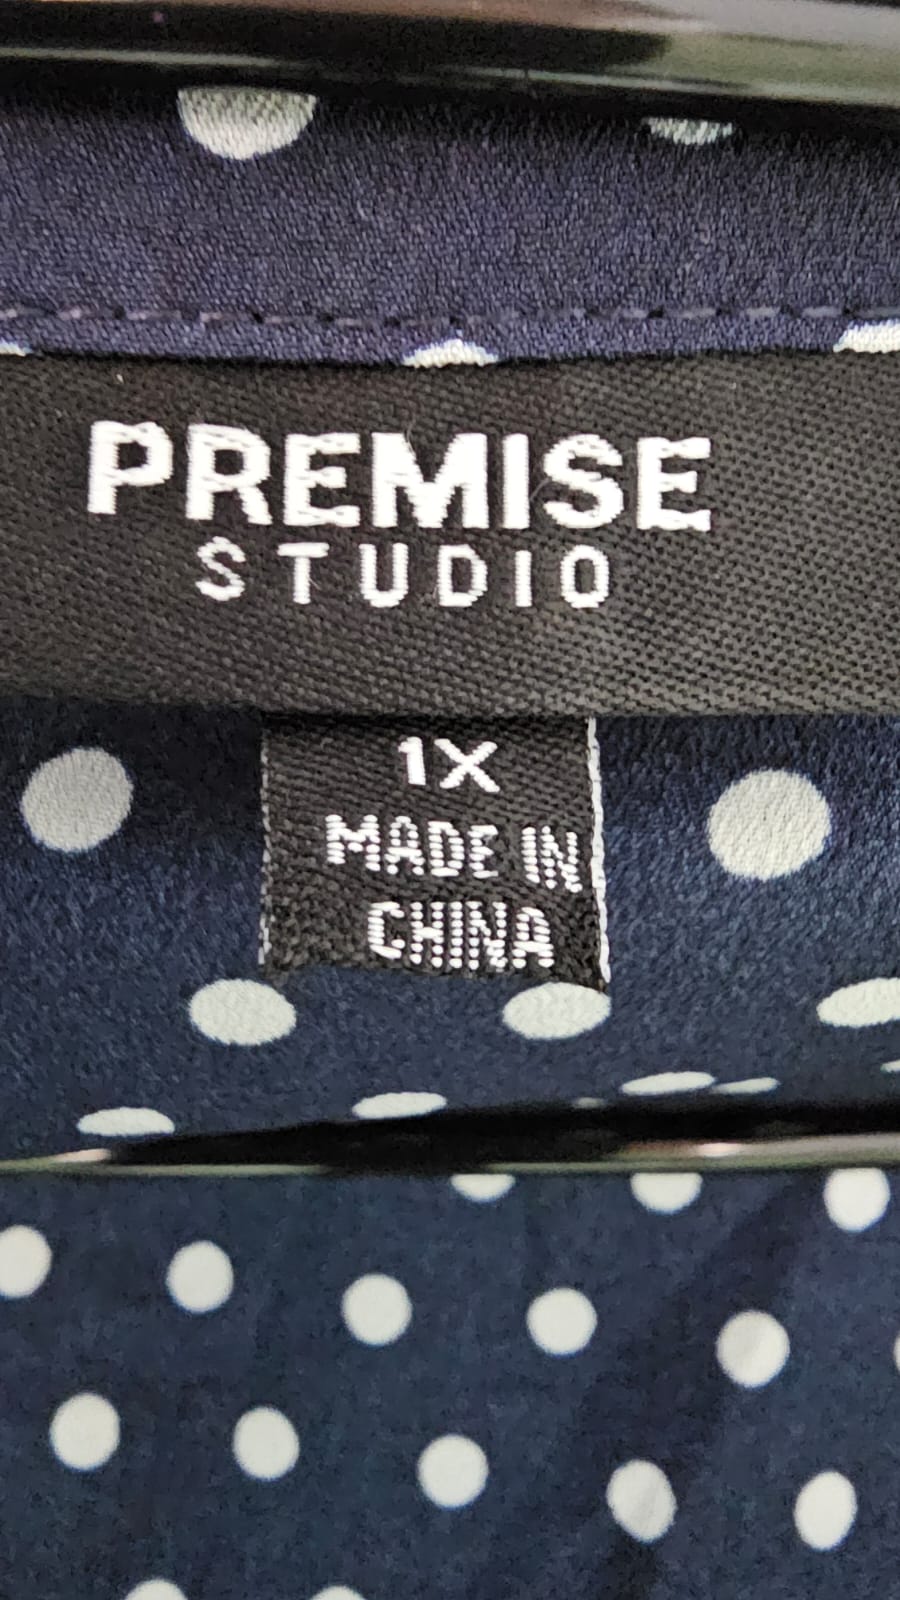 PREMISE
STUDIO
1X
MADE IN
CHINA